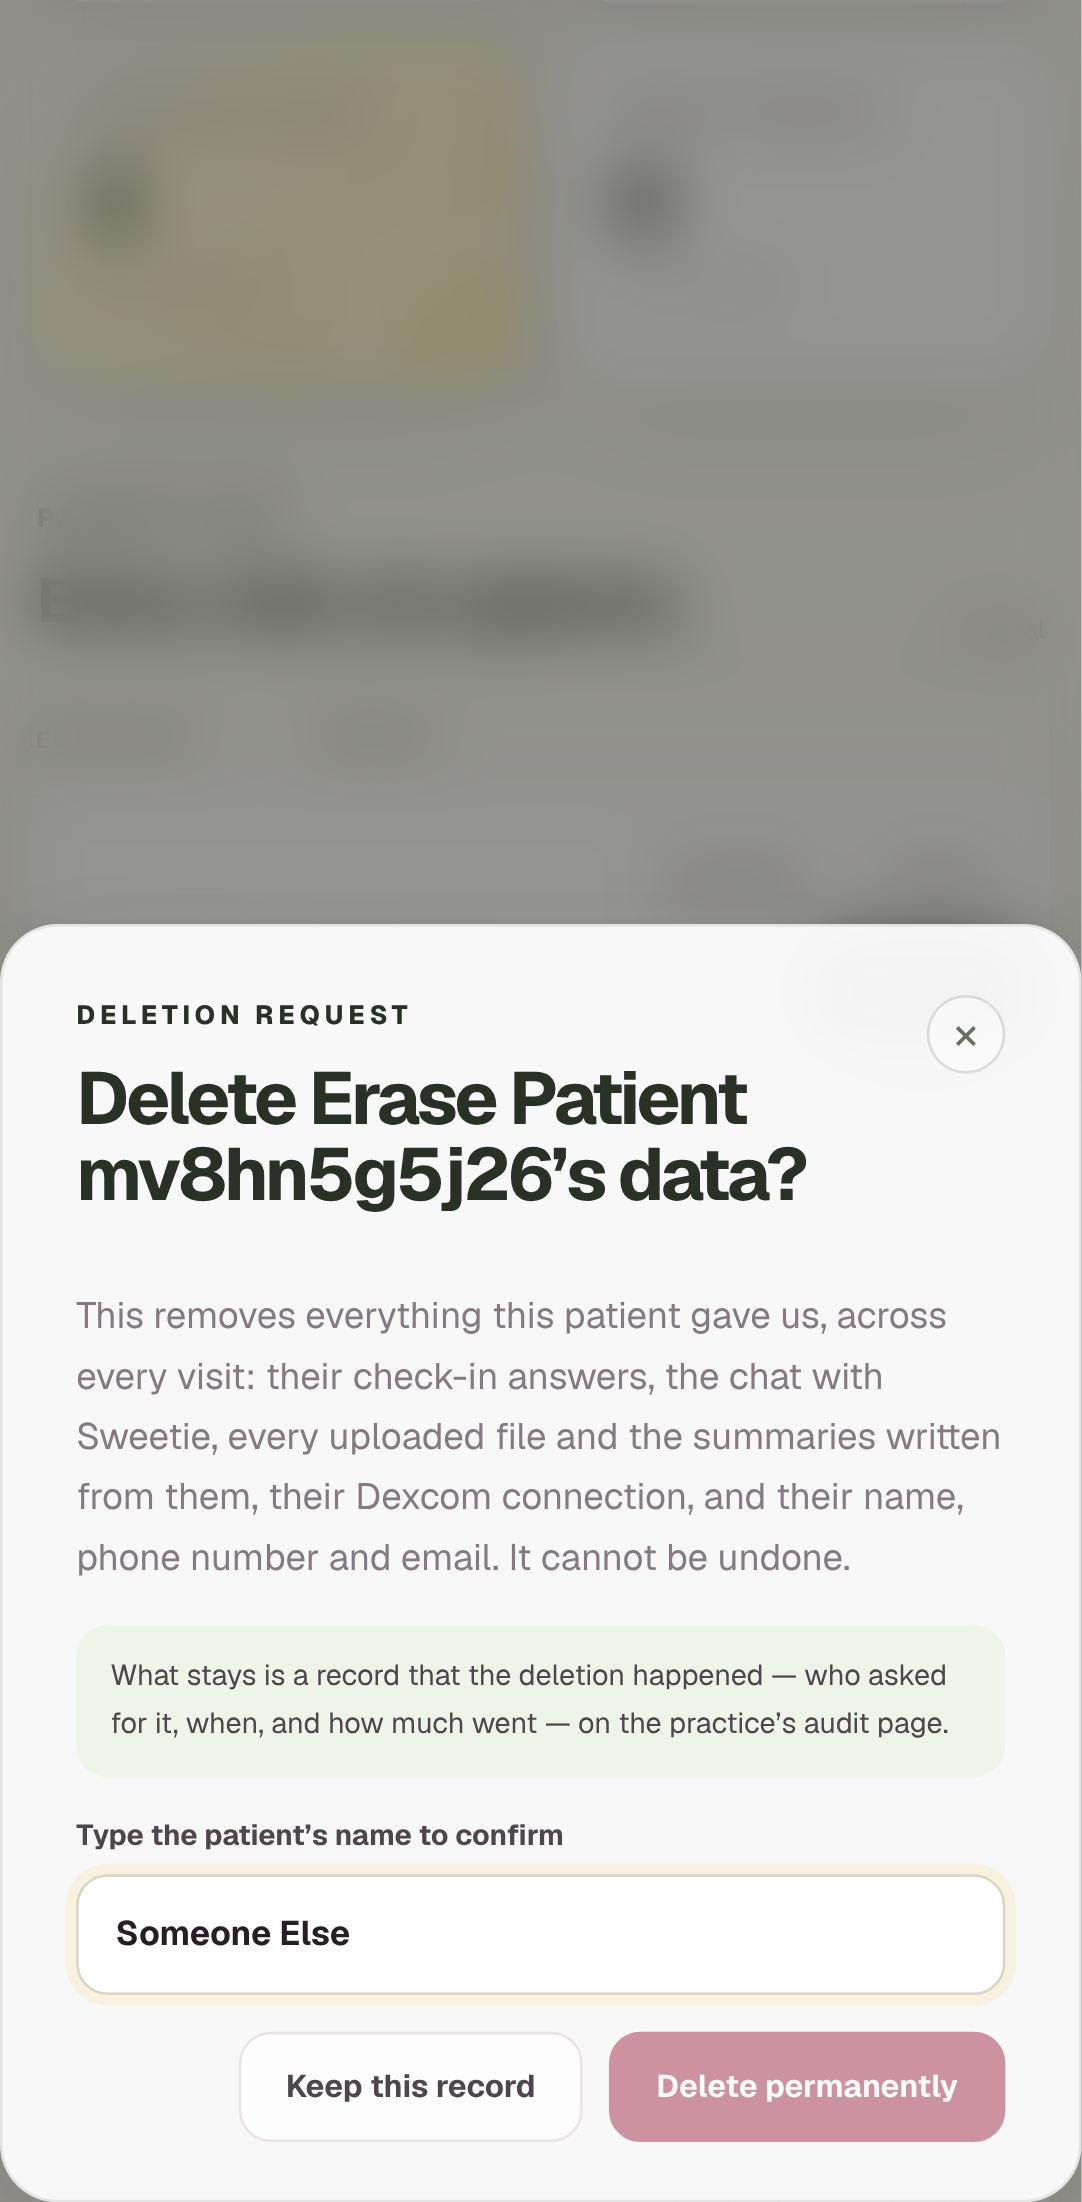 DELETION REQUEST
Delete Erase Patient
mv8hn5g5j26’s data?
This removes everything this patient gave us, across
every visit: their check-in answers, the chat with
Sweetie, every uploaded file and the summaries written
from them, their Dexcom connection, and their name,
phone number and email. It cannot be undone.
What stays is a record that the deletion happened — who asked
for it, when, and how much went — on the practice’s audit page.
Type the patient’s name to confirm
Someone Else
Keep this record
Delete permanently